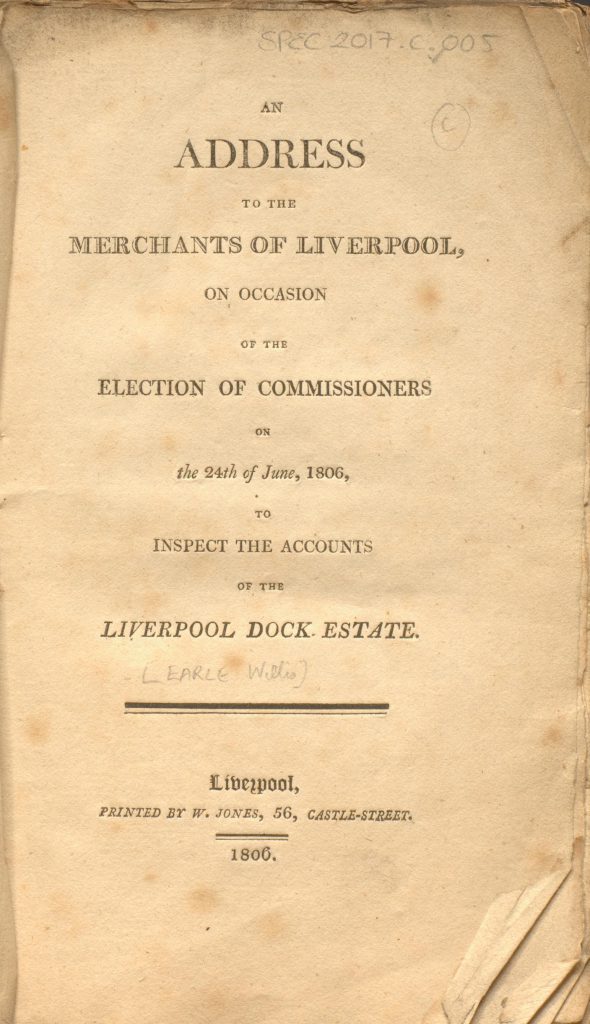 SPEC 2017.C.005
C
AN
ADDRESS
TO THE
MERCHANTS OF LIVERPOOL,
ON OCCASION
OF THE
ELECTION OF COMMISSIONERS
ON
the 24th of June, 1806,
TO
INSPECT THE ACCOUNTS
OF THE
LIVERPOOL DOCK ESTATE.
[EARLE
Liverpool,
PRINTED BY W. JONES, 56, CASTLE-STREET.
1806.